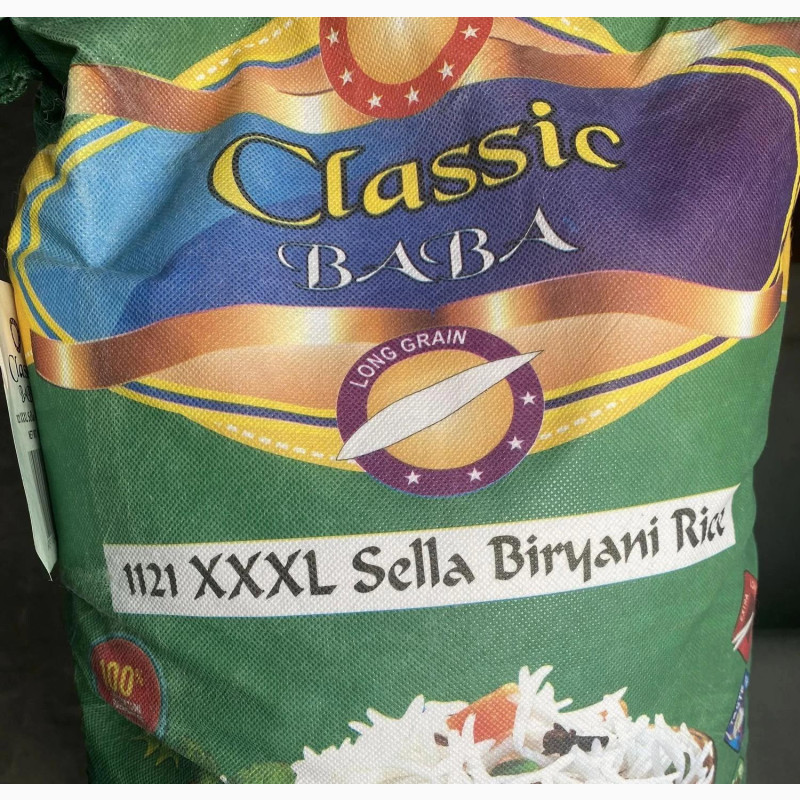 Classic
BABA
LONG GRAIN
1121 XXXL Sella Biryani Rice
100%